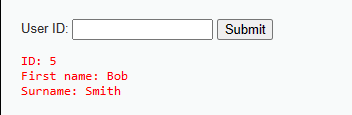 User ID: Submit
ID: 5
First name: Bob
Surname: Smith